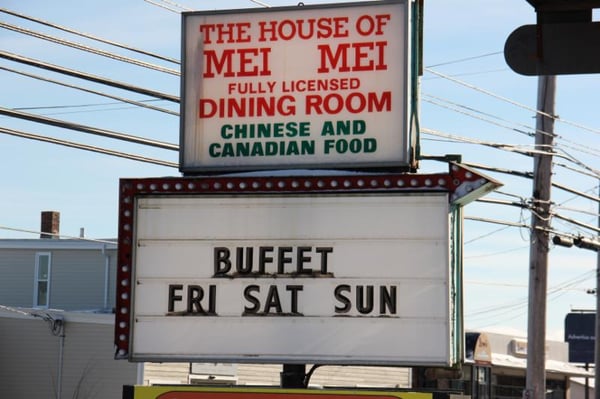 THE HOUSE OF
MEI MEI
FULLY LICENSED
DINING ROOM
CHINESE AND
CANADIAN FOOD
BUFFET
FRI SAT SUN